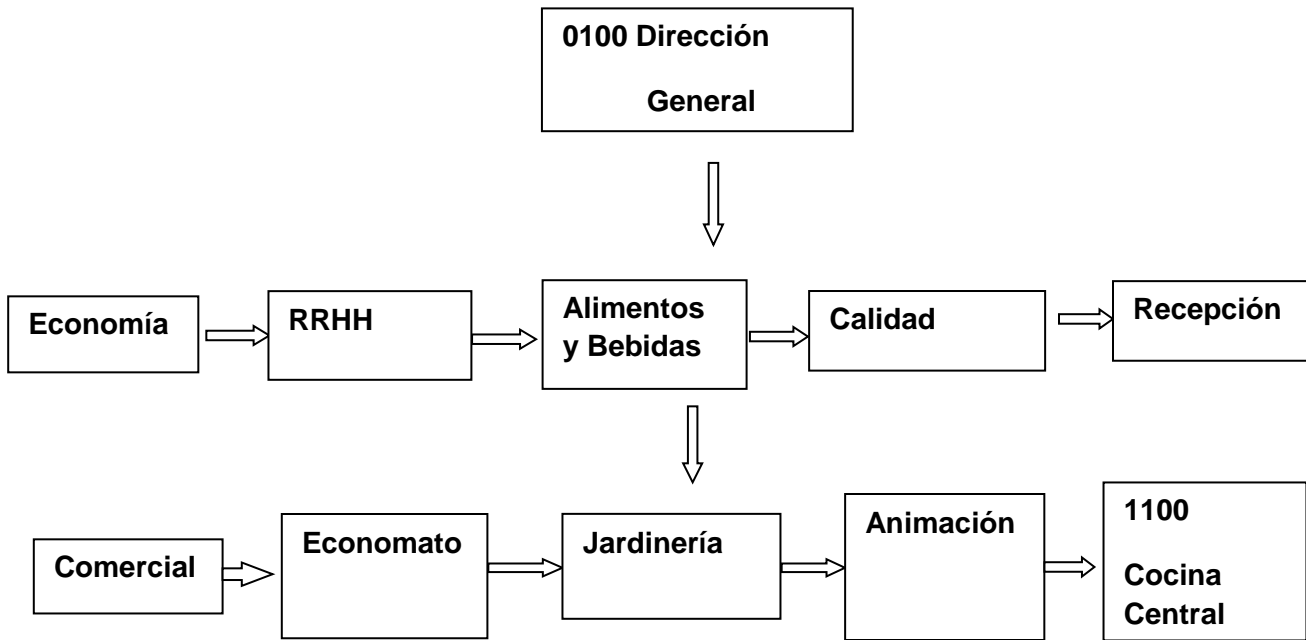 0100 Dirección
General
Economía
RRHH
Alimentos
y Bebidas
Calidad
Recepción
Comercial
Economato
Jardinería
Animación
1100
Cocina
Central